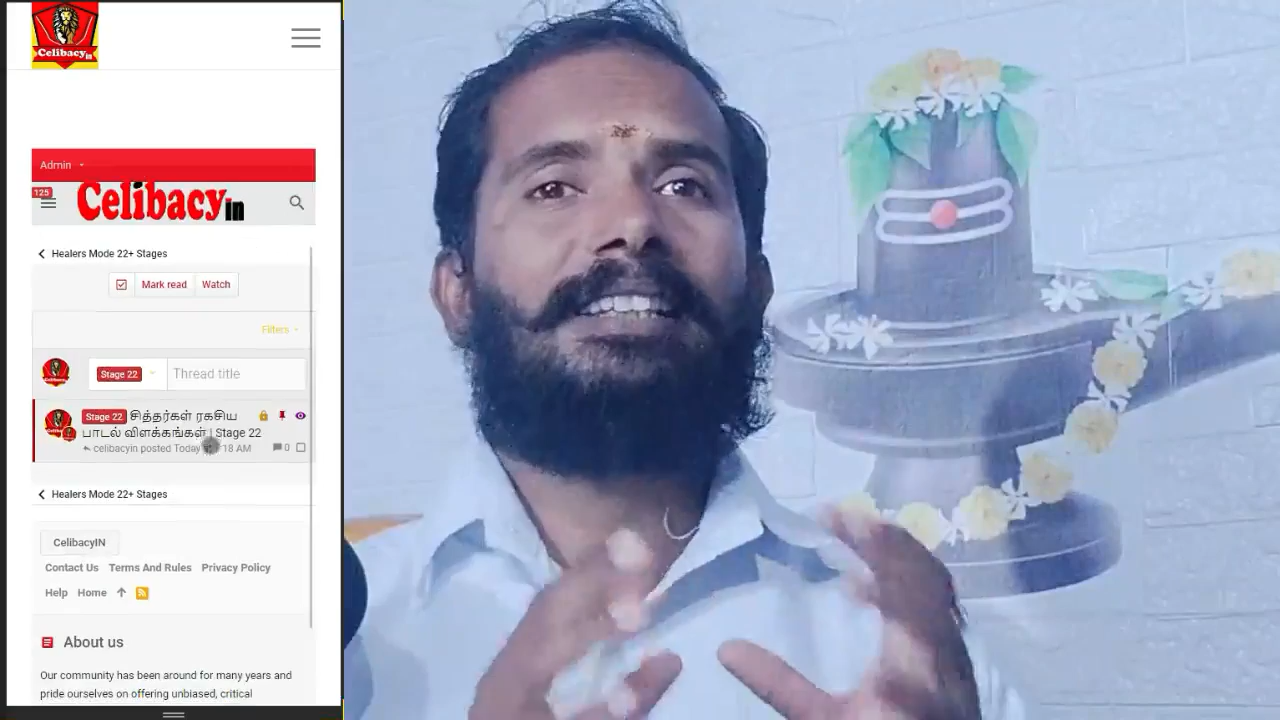 Celibacy in
Admin
125
Celibacy in
Healers Mode 22+ Stages
Mark read Watch
Filters
Stage 22 Thread title
Stage 22 சித்தர்கள் ரகசிய
பாடல் விளக்கங்கள் | Stage 22
celibacyin posted Today 18 AM 0
Healers Mode 22+ Stages
CelibacyIN
Contact Us Terms And Rules Privacy Policy
Help Home
About us
Our community has been around for many years and
pride ourselves on offering unbiased, critical